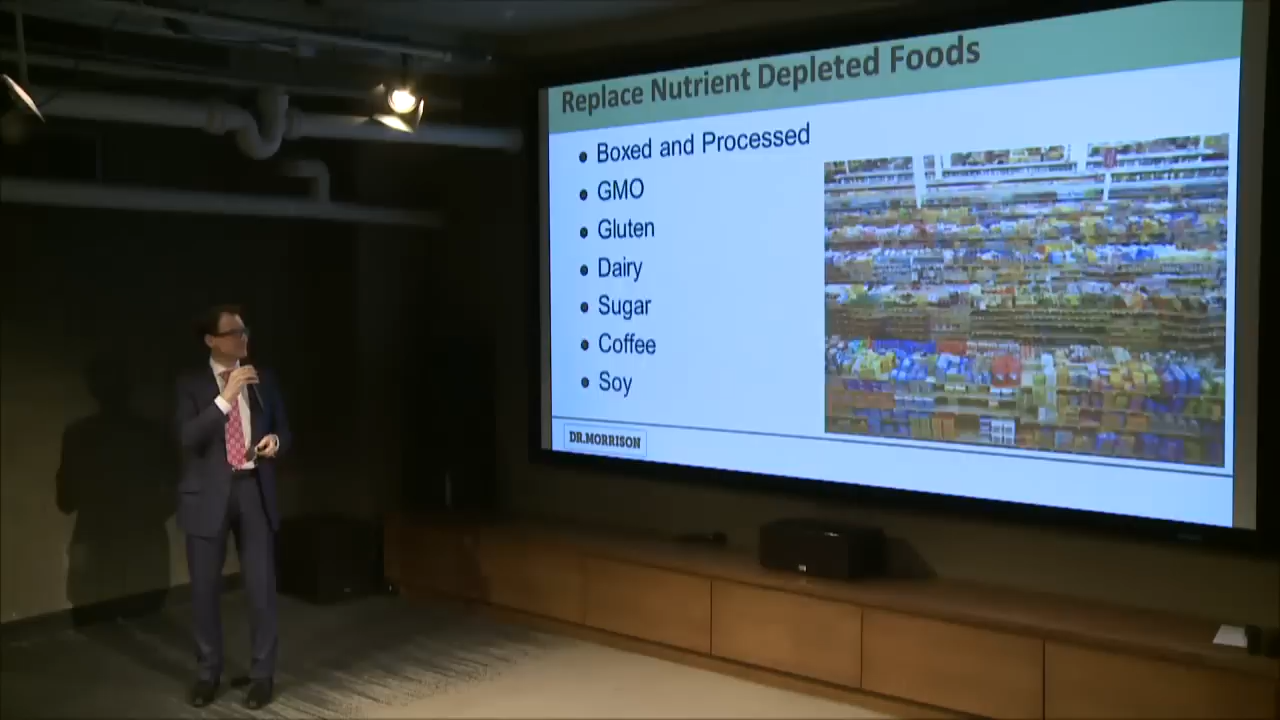 Replace Nutrient Depleted Foods
Boxed and Processed
GMO
Gluten
Dairy
Sugar
Coffee
Soy
DR.MORRISON